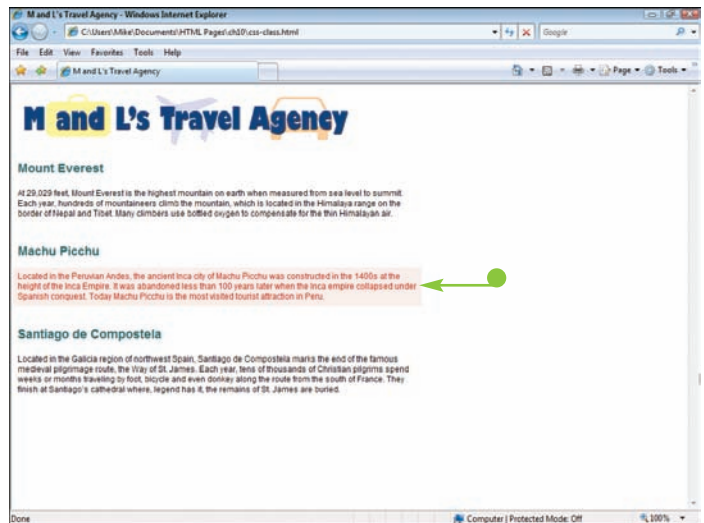 M and L's Travel Agency - Windows Internet Explorer
C:\Users\Mike\Documents\HTML Pages\ch10\css-class.html
Google
File Edit View Favorites Tools Help
M and L's Travel Agency
Page Tools
M and L's Travel Agency
Mount Everest
At 29,029 feet, Mount Everest is the highest mountain on earth when measured from sea level to summit.
Each year, hundreds of mountaineers climb the mountain, which is located in the Himalaya range on the
border of Nepal and Tibet. Many climbers use bottled oxygen to compensate for the thin Himalayan air.
Machu Picchu
Located in the Peruvian Andes, the ancient Inca city of Machu Picchu was constructed in the 1400s at the
height of the Inca Empire. It was abandoned less than 100 years later when the Inca empire collapsed under
Spanish conquest. Today Machu Picchu is the most visited tourist attraction in Peru.
Santiago de Compostela
Located in the Galicia region of northwest Spain, Santiago de Compostela marks the end of the famous
medieval pilgrimage route, the Way of St. James. Each year, tens of thousands of Christian pilgrims spend
weeks or months traveling by foot, bicycle and even donkey along the route from the south of France. They
finish at Santiago's cathedral where, legend has it, the remains of St. James are buried.
Done
Computer | Protected Mode: Off
100%